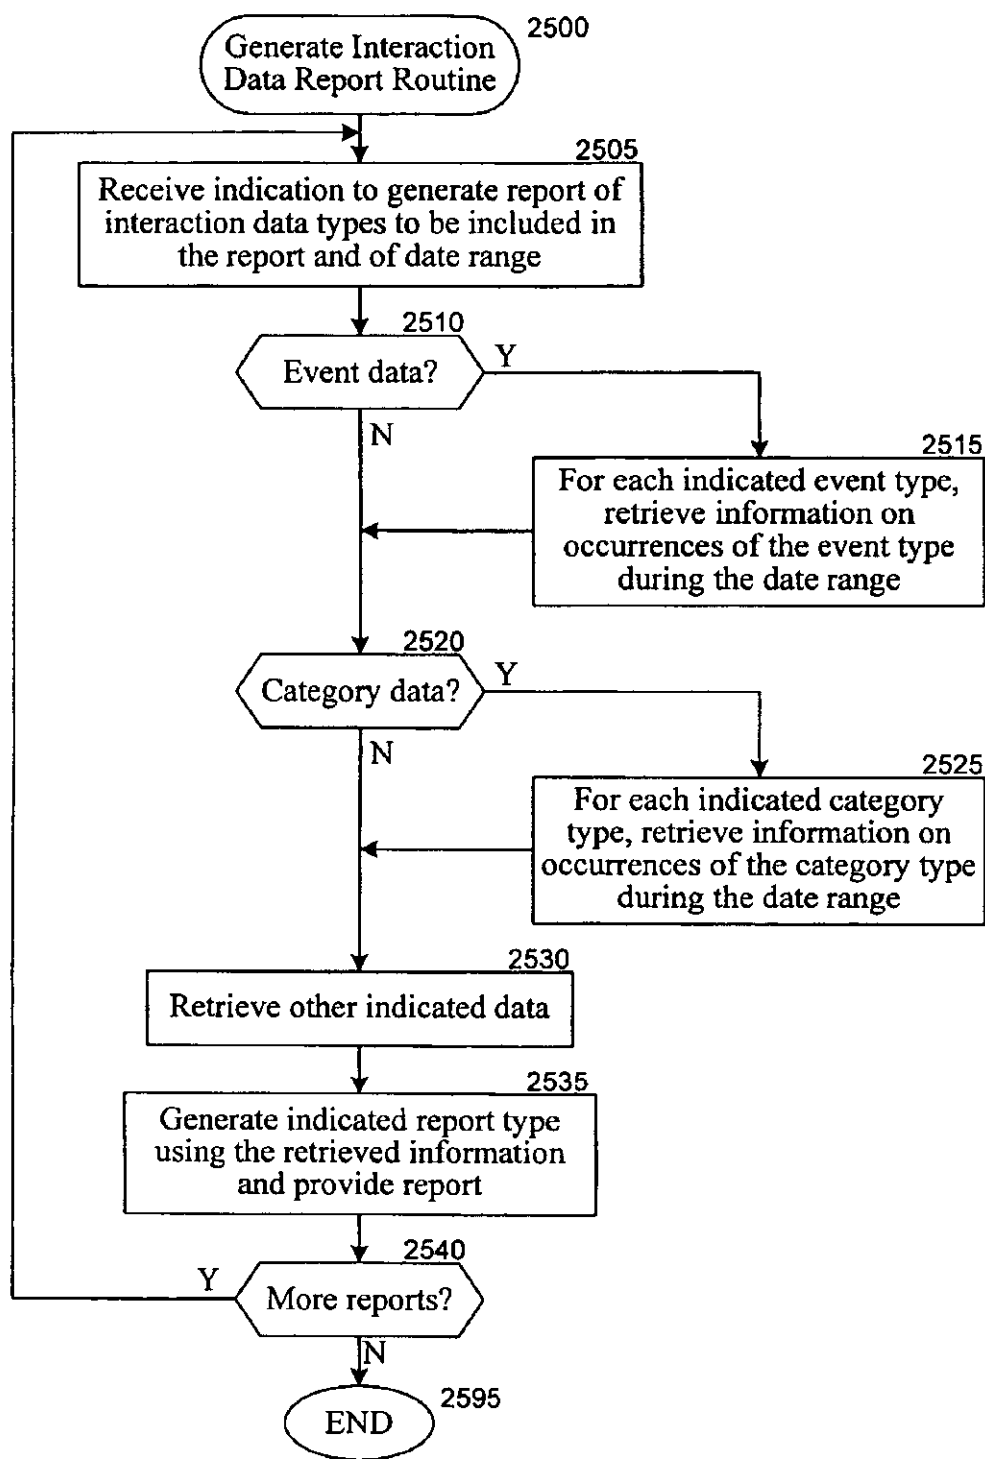 2500
Generate Interaction
Data Report Routine
2505
Receive indication to generate report of
interaction data types to be included in
the report and of date range
2510
Event data?
Y
N
2515
For each indicated event type,
retrieve information on
occurrences of the event type
during the date range
2520
Category data?
Y
N
2525
For each indicated category
type, retrieve information on
occurrences of the category type
during the date range
2530
Retrieve other indicated data
2535
Generate indicated report type
using the retrieved information
and provide report
2540
More reports?
Y
N
2595
END